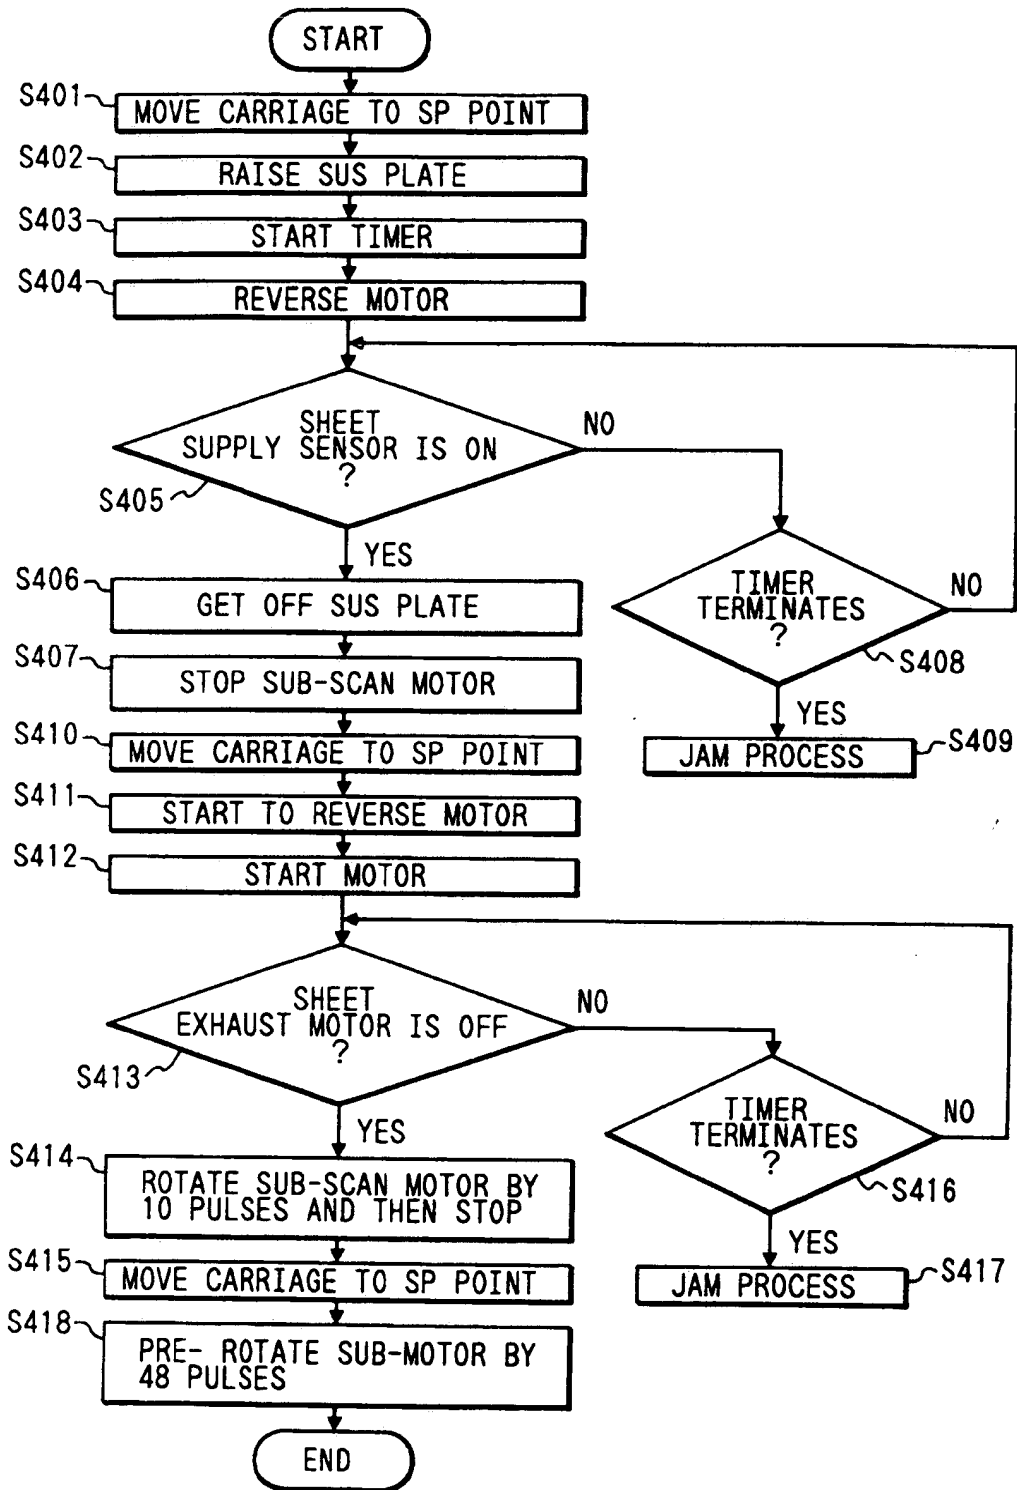 START
S401
MOVE CARRIAGE TO SP POINT
S402
RAISE SUS PLATE
S403
START TIMER
S404
REVERSE MOTOR
SHEET
SUPPLY SENSOR IS ON
?
NO
S405
YES
S406
GET OFF SUS PLATE
TIMER
TERMINATES
?
NO
S408
S407
STOP SUB-SCAN MOTOR
YES
S410
MOVE CARRIAGE TO SP POINT
JAM PROCESS
S409
S411
START TO REVERSE MOTOR
S412
START MOTOR
SHEET
EXHAUST MOTOR IS OFF
?
NO
S413
YES
TIMER
TERMINATES
?
NO
S416
S414
ROTATE SUB-SCAN MOTOR BY
10 PULSES AND THEN STOP
YES
S415
MOVE CARRIAGE TO SP POINT
JAM PROCESS
S417
S418
PRE- ROTATE SUB-MOTOR BY
48 PULSES
END